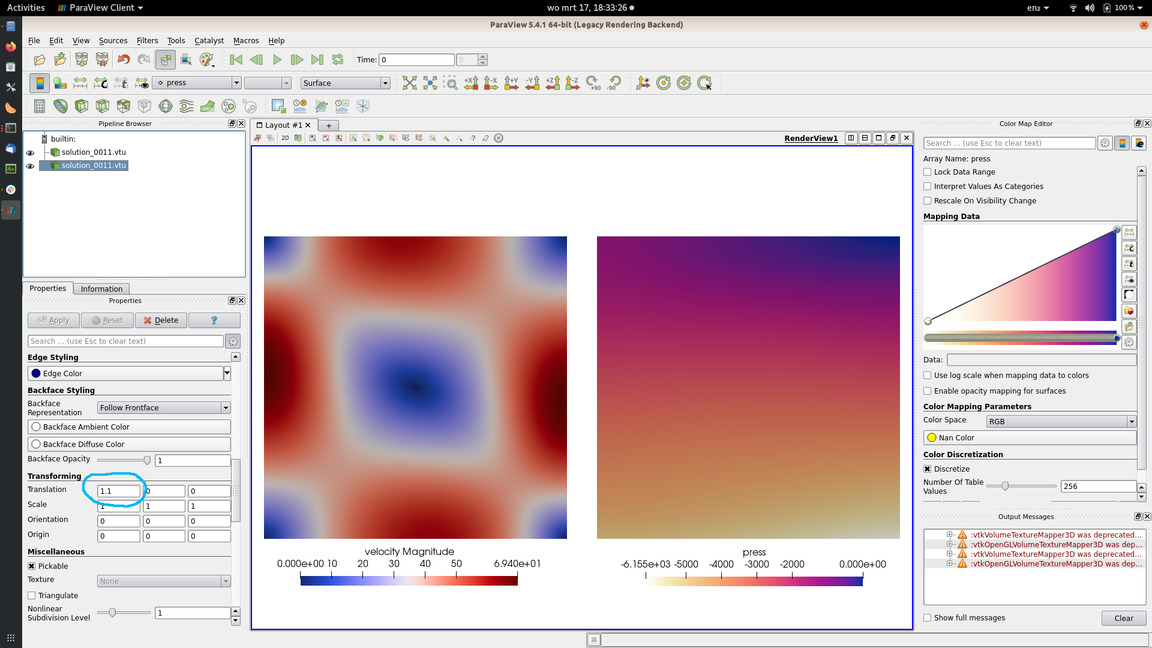 Activities ParaView Client wo mrt 17, 18:33:26 en₂ 100%
ParaView 5.4.1 64-bit (Legacy Rendering Backend)
File Edit View Sources Filters Tools Catalyst Macros Help
Time: 0 0
press Surface
+90 -90
Pipeline Browser
builtin:
solution_0011.vtu
solution_0011.vtu
Properties Information
Properties
Apply Reset Delete ?
Search ... (use Esc to clear text)
Edge Styling
Edge Color
Backface Styling
Backface
Representation Follow Frontface
Backface Ambient Color
Backface Diffuse Color
Backface Opacity 1
Transforming
Translation 1.1 0 0
Scale 1 1 1
Orientation 0 0 0
Origin 0 0 0
Miscellaneous
Pickable
Texture None
Triangulate
Nonlinear
Subdivision Level 1
Layout #1 +
2D RenderView1
velocity Magnitude
0.000e+00 10 20 30 40 50 6.940e+01
press
-6.155e+03 -5000 -4000 -3000 -2000 0.000e+00
Color Map Editor
Search ... (use Esc to clear text)
Array Name: press
Lock Data Range
Interpret Values As Categories
Rescale On Visibility Change
Mapping Data
Data:
Use log scale when mapping data to colors
Enable opacity mapping for surfaces
Color Mapping Parameters
Color Space RGB
Nan Color
Color Discretization
Discretize
Number Of Table
Values 256
Output Messages
:vtkVolumeTextureMapper3D was deprecated...
:vtkOpenGLVolumeTextureMapper3D was dep...
:vtkVolumeTextureMapper3D was deprecated...
:vtkOpenGLVolumeTextureMapper3D was dep...
Show full messages Clear